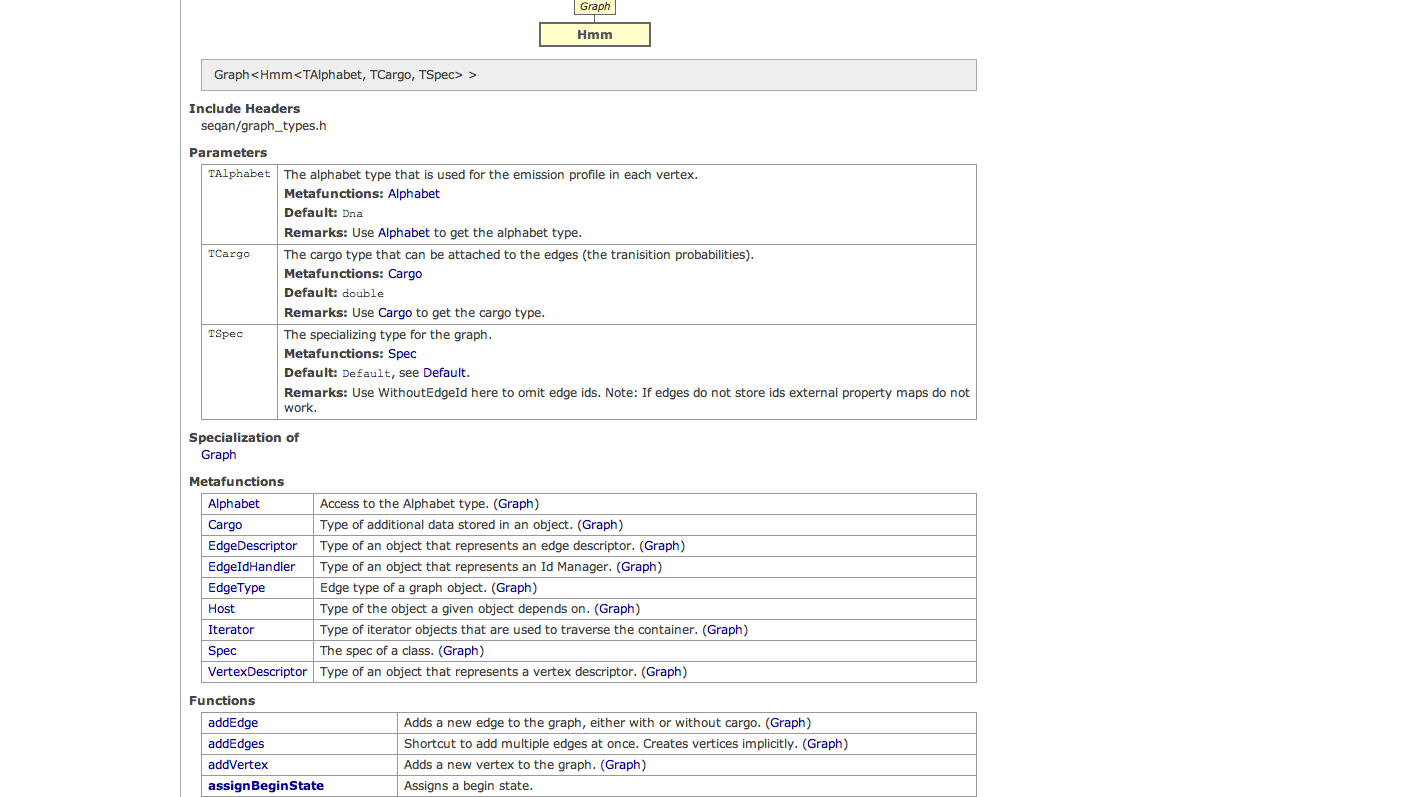 Graph
Hmm
Graph<Hmm<TAlphabet, TCargo, TSpec> >
Include Headers
seqan/graph_types.h
Parameters
TAlphabet The alphabet type that is used for the emission profile in each vertex.
Metafunctions: Alphabet
Default: Dna
Remarks: Use Alphabet to get the alphabet type.
TCargo The cargo type that can be attached to the edges (the tranisition probabilities).
Metafunctions: Cargo
Default: double
Remarks: Use Cargo to get the cargo type.
TSpec The specializing type for the graph.
Metafunctions: Spec
Default: Default, see Default.
Remarks: Use WithoutEdgeId here to omit edge ids. Note: If edges do not store ids external property maps do not
work.
Specialization of
Graph
Metafunctions
Alphabet Access to the Alphabet type. (Graph)
Cargo Type of additional data stored in an object. (Graph)
EdgeDescriptor Type of an object that represents an edge descriptor. (Graph)
EdgeIdHandler Type of an object that represents an Id Manager. (Graph)
EdgeType Edge type of a graph object. (Graph)
Host Type of the object a given object depends on. (Graph)
Iterator Type of iterator objects that are used to traverse the container. (Graph)
Spec The spec of a class. (Graph)
VertexDescriptor Type of an object that represents a vertex descriptor. (Graph)
Functions
addEdge Adds a new edge to the graph, either with or without cargo. (Graph)
addEdges Shortcut to add multiple edges at once. Creates vertices implicitly. (Graph)
addVertex Adds a new vertex to the graph. (Graph)
assignBeginState Assigns a begin state.